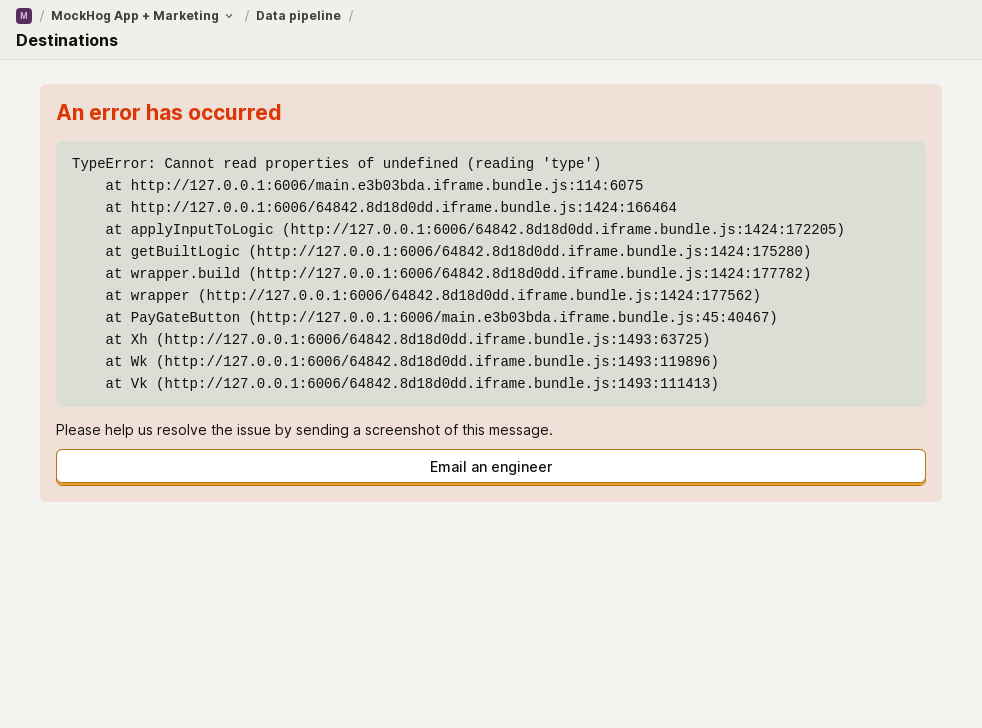 M / MockHog App + Marketing / Data pipeline /
Destinations
An error has occurred
TypeError: Cannot read properties of undefined (reading 'type')
at http://127.0.0.1:6006/main.e3b03bda.iframe.bundle.js:114:6075
at http://127.0.0.1:6006/64842.8d18d0dd.iframe.bundle.js:1424:166464
at applyInputToLogic (http://127.0.0.1:6006/64842.8d18d0dd.iframe.bundle.js:1424:172205)
at getBuiltLogic (http://127.0.0.1:6006/64842.8d18d0dd.iframe.bundle.js:1424:175280)
at wrapper.build (http://127.0.0.1:6006/64842.8d18d0dd.iframe.bundle.js:1424:177782)
at wrapper (http://127.0.0.1:6006/64842.8d18d0dd.iframe.bundle.js:1424:177562)
at PayGateButton (http://127.0.0.1:6006/main.e3b03bda.iframe.bundle.js:45:40467)
at Xh (http://127.0.0.1:6006/64842.8d18d0dd.iframe.bundle.js:1493:63725)
at Wk (http://127.0.0.1:6006/64842.8d18d0dd.iframe.bundle.js:1493:119896)
at Vk (http://127.0.0.1:6006/64842.8d18d0dd.iframe.bundle.js:1493:111413)
Please help us resolve the issue by sending a screenshot of this message.
Email an engineer